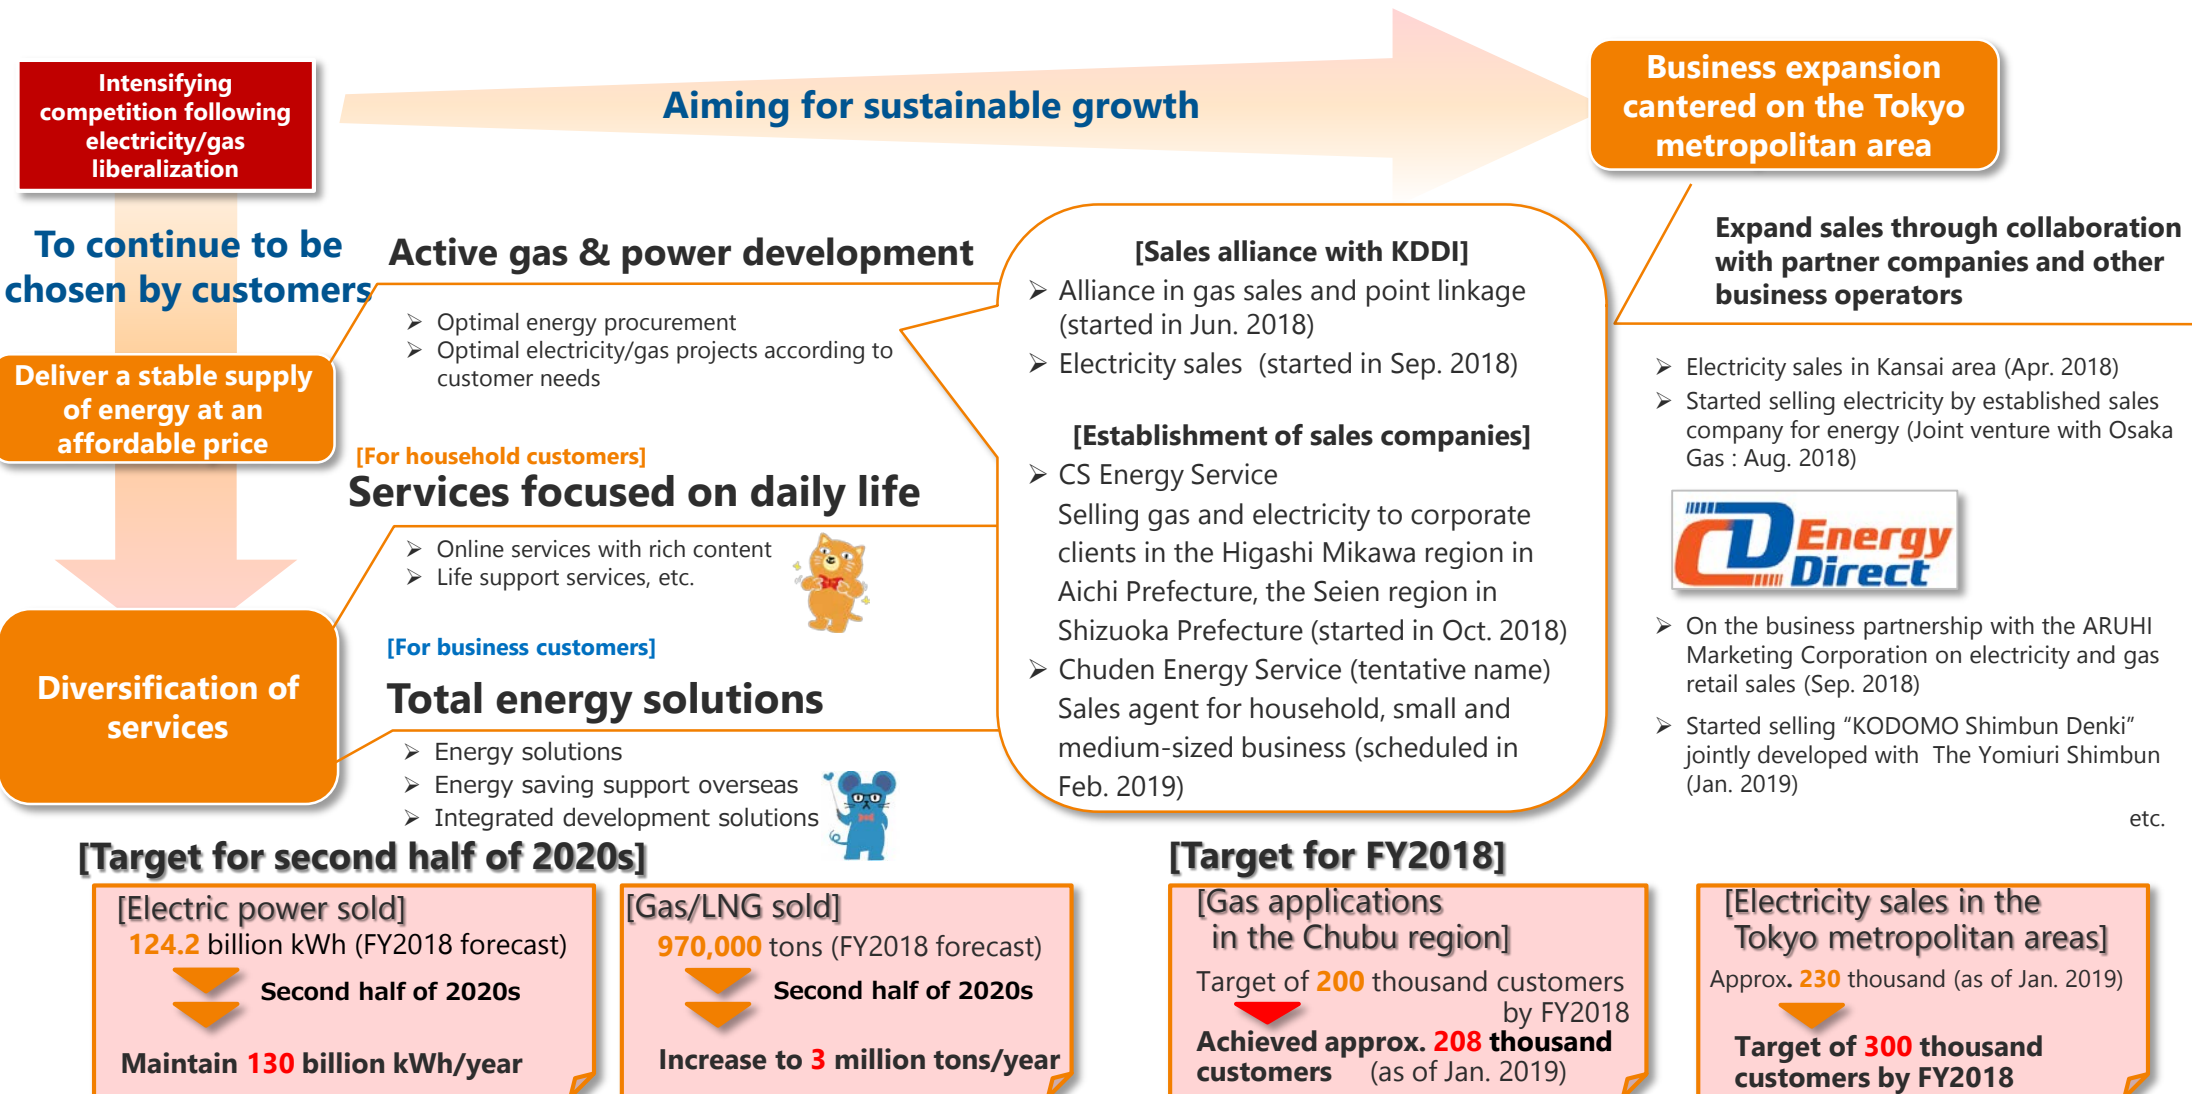 Intensifying
competition following
electricity/gas
liberalization
Aiming for sustainable growth
Business expansion
cantered on the Tokyo
metropolitan area
To continue to be
chosen by customers
Deliver a stable supply
of energy at an
affordable price
Diversification of
services
Active gas & power development
➢ Optimal energy procurement
➢ Optimal electricity/gas projects according to
customer needs
[For household customers]
Services focused on daily life
➢ Online services with rich content
➢ Life support services, etc.
[For business customers]
Total energy solutions
➢ Energy solutions
➢ Energy saving support overseas
➢ Integrated development solutions
[Sales alliance with KDDI]
➢ Alliance in gas sales and point linkage
(started in Jun. 2018)
➢ Electricity sales (started in Sep. 2018)
[Establishment of sales companies]
➢ CS Energy Service
Selling gas and electricity to corporate
clients in the Higashi Mikawa region in
Aichi Prefecture, the Seien region in
Shizuoka Prefecture (started in Oct. 2018)
➢ Chuden Energy Service (tentative name)
Sales agent for household, small and
medium-sized business (scheduled in
Feb. 2019)
Expand sales through collaboration
with partner companies and other
business operators
➢ Electricity sales in Kansai area (Apr. 2018)
➢ Started selling electricity by established sales
company for energy (Joint venture with Osaka
Gas : Aug. 2018)
CD Energy
Direct
➢ On the business partnership with the ARUHI
Marketing Corporation on electricity and gas
retail sales (Sep. 2018)
➢ Started selling “KODOMO Shimbun Denki”
jointly developed with The Yomiuri Shimbun
(Jan. 2019)
etc.
[Target for second half of 2020s]
[Electric power sold]
124.2 billion kWh (FY2018 forecast)
Second half of 2020s
Maintain 130 billion kWh/year
[Gas/LNG sold]
970,000 tons (FY2018 forecast)
Second half of 2020s
Increase to 3 million tons/year
[Target for FY2018]
[Gas applications
in the Chubu region]
Target of 200 thousand customers
by FY2018
Achieved approx. 208 thousand
customers (as of Jan. 2019)
[Electricity sales in the
Tokyo metropolitan areas]
Approx. 230 thousand (as of Jan. 2019)
Target of 300 thousand
customers by FY2018